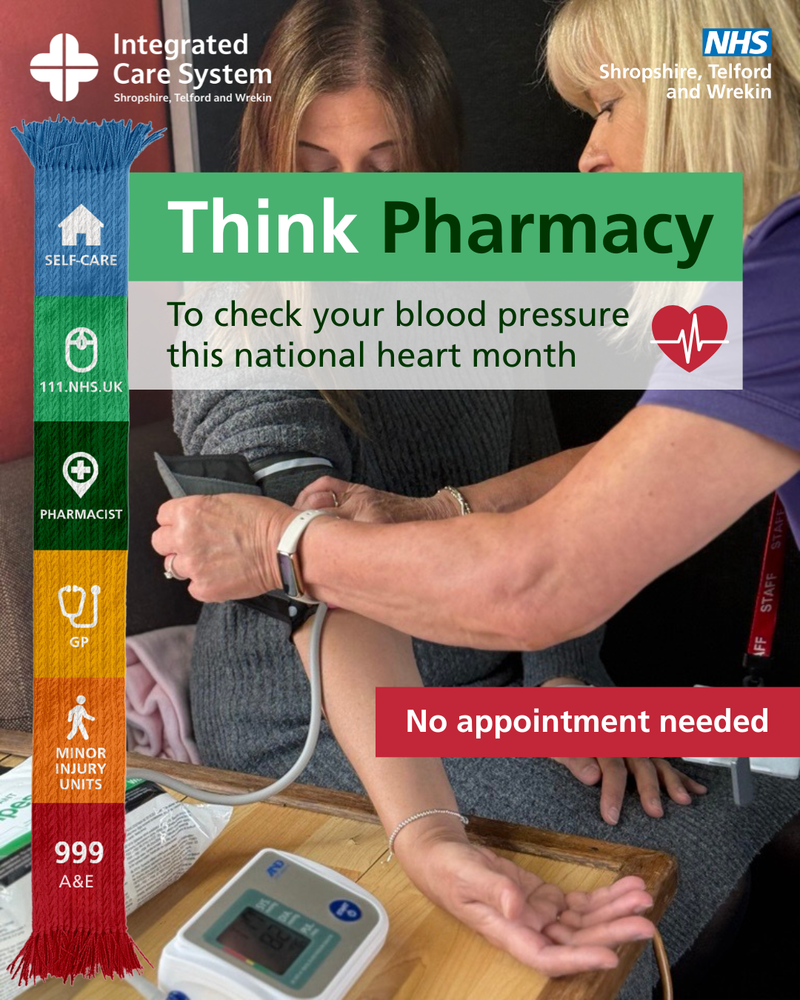 Integrated
Care System
Shropshire, Telford and Wrekin
NHS
Shropshire, Telford
and Wrekin
SELF-CARE
Think Pharmacy
To check your blood pressure
this national heart month
111.NHS.UK
PHARMACIST
GP
STAFF
STAFF
AFF
No appointment needed
MINOR
INJURY
UNITS
999
A&E
AND